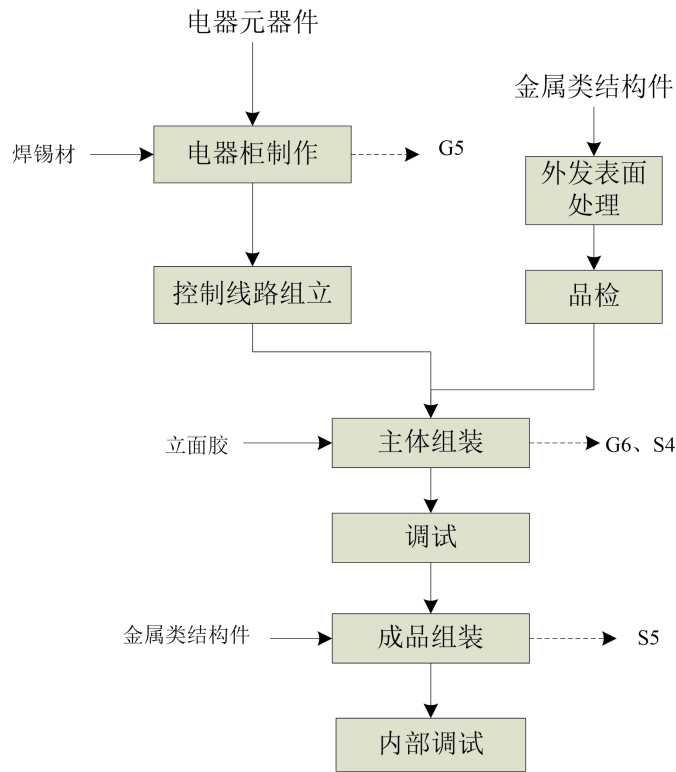 电器元器件
金属类结构件
焊锡材
电器柜制作
G5
外发表面
处理
控制线路组立
品检
立面胶
主体组装
G6、S4
调试
金属类结构件
成品组装
S5
内部调试